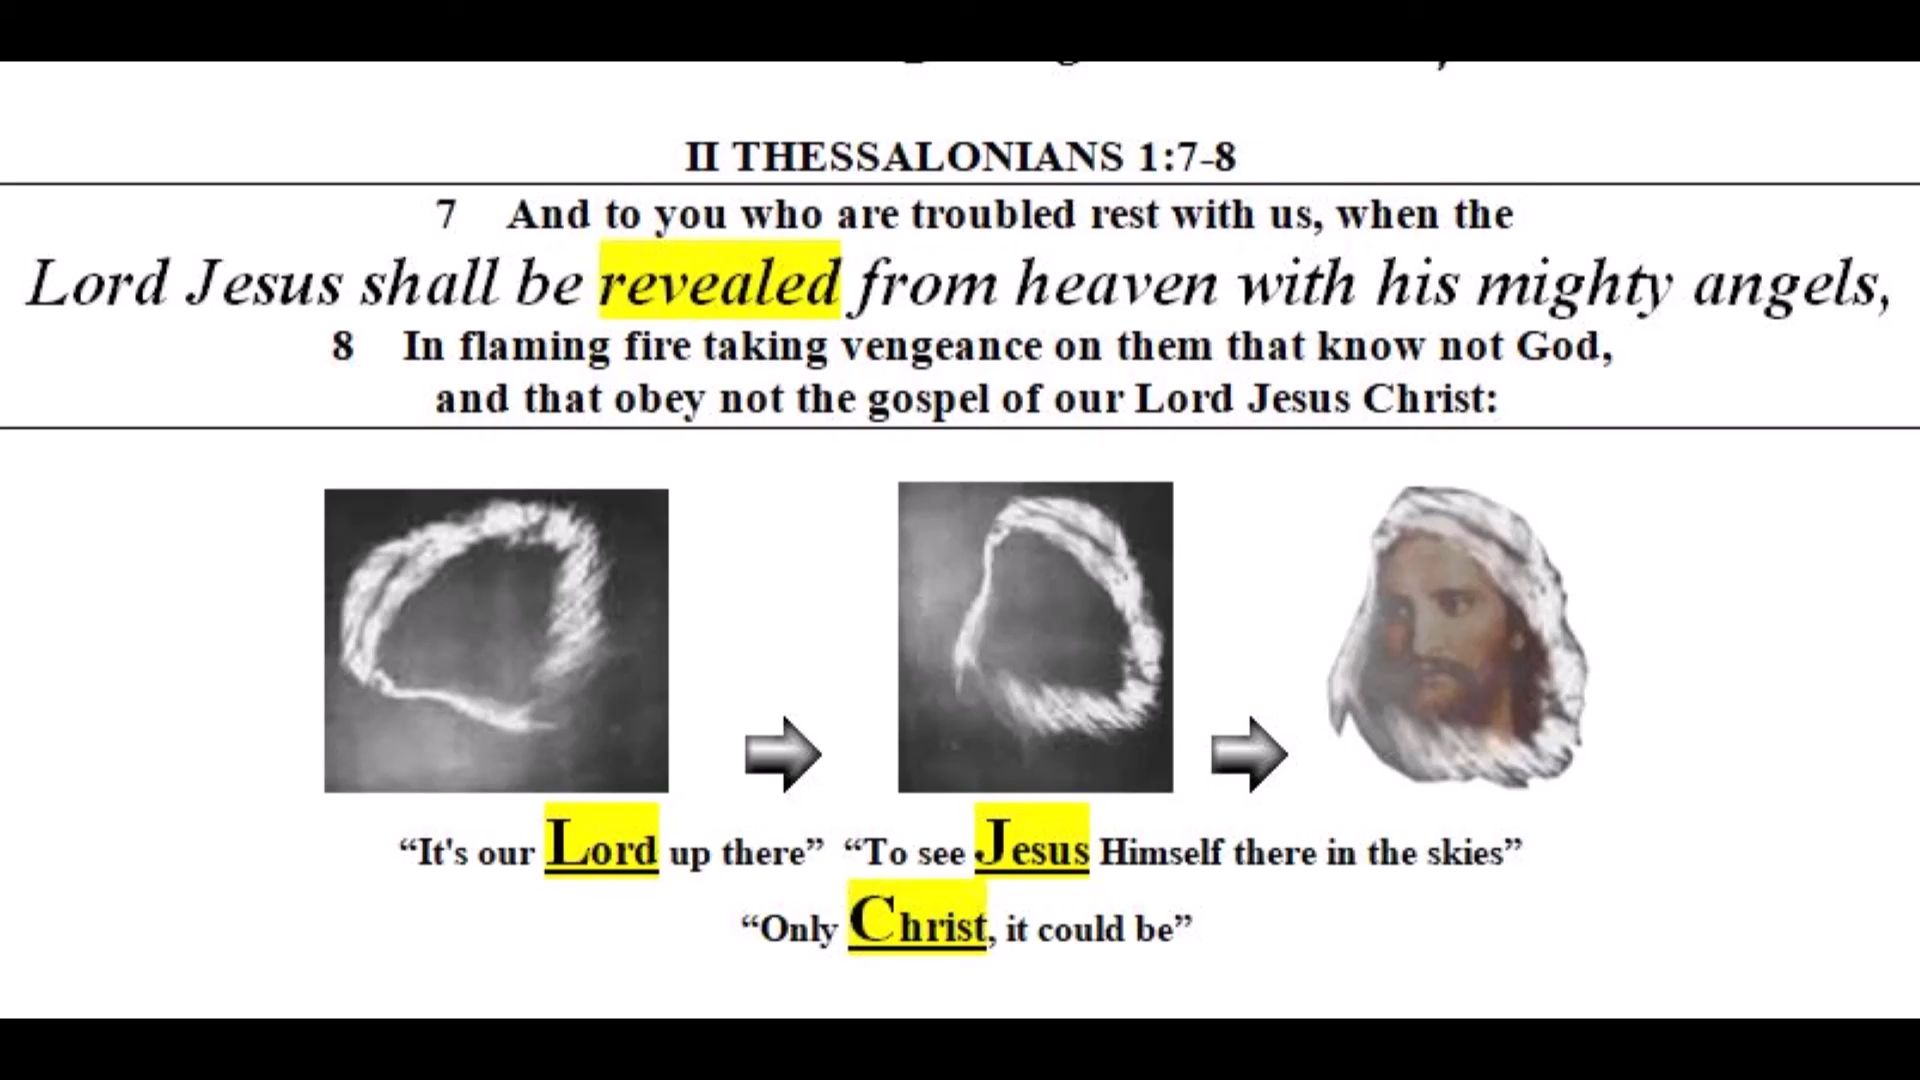 II THESSALONIANS 1:7-8
7 And to you who are troubled rest with us, when the
Lord Jesus shall be revealed from heaven with his mighty angels,
8 In flaming fire taking vengeance on them that know not God,
and that obey not the gospel of our Lord Jesus Christ:
“It's our Lord up there” “To see Jesus Himself there in the skies”
“Only Christ, it could be”